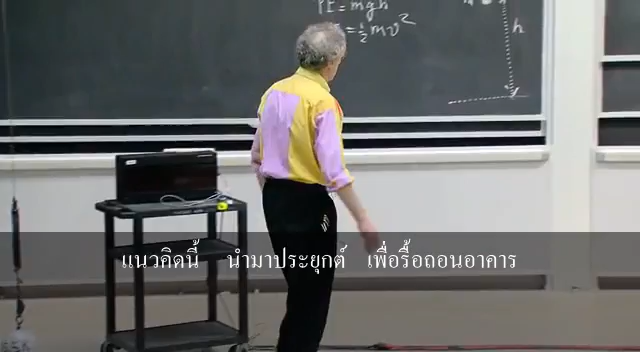 PE = mgh
= ½mv²
h
แนวคิดนี้ นำมาประยุกต์ เพื่อรื้อถอนอาคาร